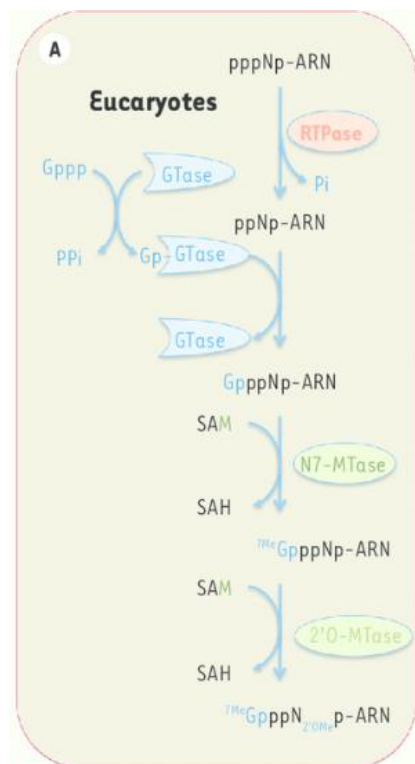 A
pppNp-ARN
Eucaryotes
RTPase
Gppp
GTase
Pi
ppNp-ARN
PPi
Gp-GTase
GTase
GpppNp-ARN
SAM
N7-MTase
SAH
7MeGpppNp-ARN
SAM
2'O-MTase
SAH
7MeGpppN2'OMep-ARN